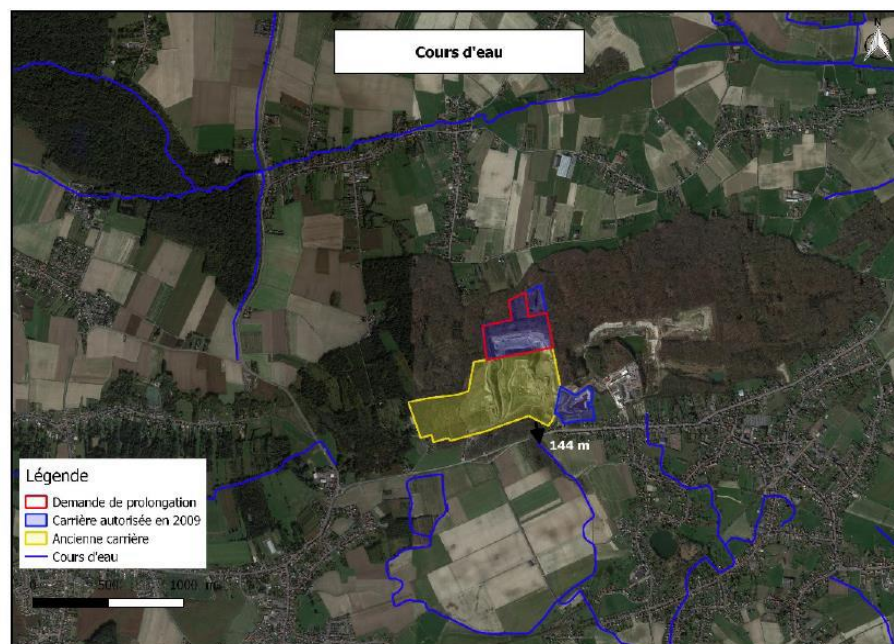 Cours d'eau
N
144 m
Légende
Demande de prolongation
Carrière autorisée en 2009
Ancienne carrière
Cours d'eau
0 500 1000 m